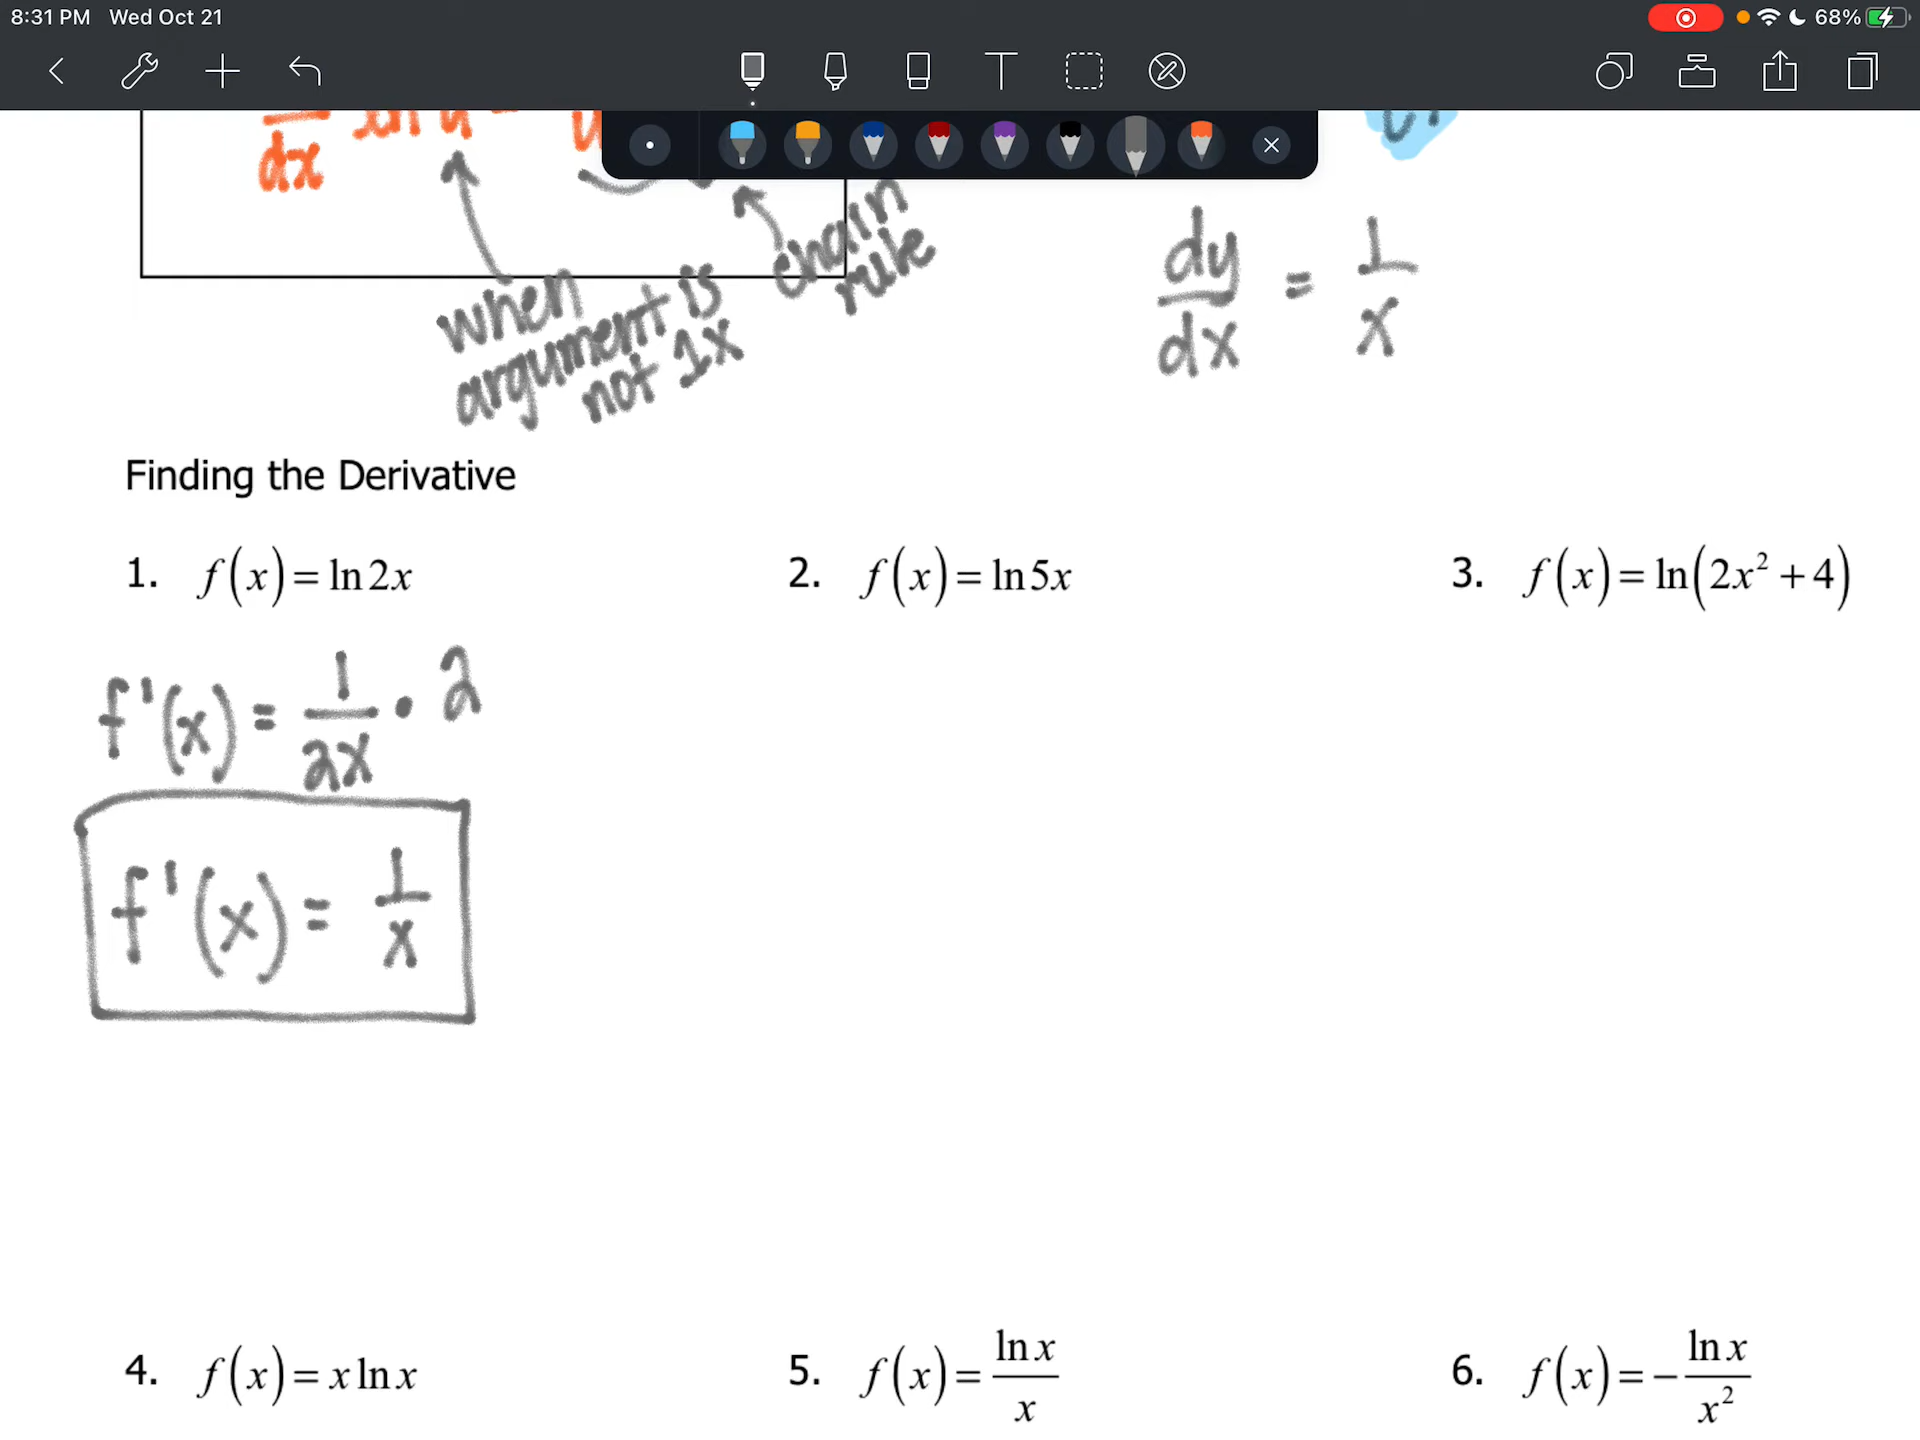 8:31 PM Wed Oct 21
68%
T
dx
when
argument is
not 1x
chain
rule
dy/dx = 1/x
Finding the Derivative
1. f(x) = ln 2x
2. f(x) = ln 5x
3. f(x) = ln(2x² + 4)
f'(x) = 1/2x • 2
f'(x) = 1/x
4. f(x) = x ln x
5. f(x) = ln x/x
6. f(x) = − ln x/x²